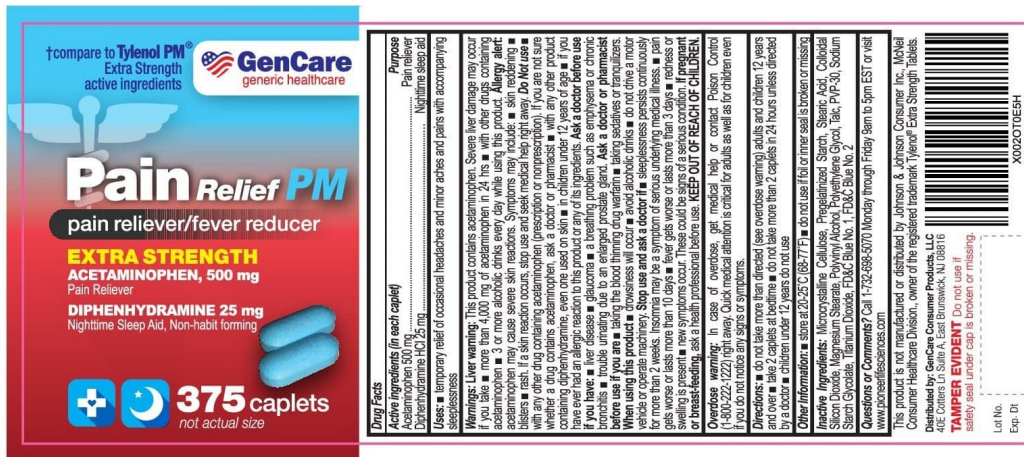 †compare to Tylenol PM®
Extra Strength
active ingredients
GenCare
generic healthcare
Pain Relief PM
pain reliever/fever reducer
EXTRA STRENGTH
ACETAMINOPHEN, 500 mg
Pain Reliever
DIPHENHYDRAMINE 25 mg
Nighttime Sleep Aid, Non-habit forming
375 caplets
not actual size
Drug Facts
Active ingredients (in each caplet) Purpose
Acetaminophen 500 mg Pain reliever
Diphenhydramine HCl 25 mg Nighttime sleep aid
Uses: ▪ temporary relief of occasional headaches and minor aches and pains with accompanying
sleeplessness
Warnings: Liver warning: This product contains acetaminophen. Severe liver damage may occur
if you take ▪ more than 4,000 mg of acetaminophen in 24 hrs ▪ with other drugs containing
acetaminophen ▪ 3 or more alcoholic drinks every day while using this product. Allergy alert:
acetaminophen may cause severe skin reactions. Symptoms may include: ▪ skin reddening ▪
blisters ▪ rash. If a skin reaction occurs, stop use and seek medical help right away. Do Not Use ▪
with any other drug containing acetaminophen (prescription or nonprescription). If you are not sure
whether a drug contains acetaminophen, ask a doctor or pharmacist ▪ with any other product
containing diphenhydramine, even one used on skin ▪ in children under 12 years of age ▪ if you
have ever had an allergic reaction to this product or any of its ingredients. Ask a doctor before use
if you have: ▪ liver disease ▪ glaucoma ▪ a breathing problem such as emphysema or chronic
bronchitis ▪ trouble urinating due to an enlarged prostate gland. Ask a doctor or pharmacist
before use if you are ▪ taking the blood thinning drug warfarin ▪ taking sedatives or tranquilizers.
When using this product ▪ drowsiness will occur ▪ avoid alcoholic drinks ▪ do not drive a motor
vehicle or operate machinery. Stop use and ask a doctor if ▪ sleeplessness persists continuously
for more than 2 weeks. Insomnia may be a symptom of serious underlying medical illness. ▪ pain
gets worse or lasts more than 10 days ▪ fever gets worse or lasts more than 3 days ▪ redness or
swelling is present ▪ new symptoms occur. These could be signs of a serious condition. If pregnant
or breast-feeding, ask a health professional before use. KEEP OUT OF REACH OF CHILDREN.
Overdose warning: In case of overdose, get medical help or contact Poison Control
(1-800-222-1222) right away. Quick medical attention is critical for adults as well as for children even
if you do not notice any signs or symptoms.
Directions: ▪ do not take more than directed (see overdose warning) adults and children 12 years
and over ▪ take 2 caplets at bedtime ▪ do not take more than 2 caplets in 24 hours unless directed
by a doctor ▪ children under 12 years do not use
Other Information: ▪ store at 20-25°C (68-77°F) ▪ do not use if foil or inner seal is broken or missing
Inactive Ingredients: Microcrystalline Cellulose, Pregelatinized Starch, Stearic Acid, Colloidal
Silicon Dioxide, Magnesium Stearate, Polyvinyl Alcohol, Polyethylene Glycol, Talc, PVP-30, Sodium
Starch Glycolate, Titanium Dioxide, FD&C Blue No. 1, FD&C Blue No. 2
Questions or Comments? Call 1-732-698-5070 Monday through Friday 9am to 5pm EST or visit
www.pioneerlifesciences.com
This product is not manufactured or distributed by Johnson & Johnson Consumer Inc., McNeil
Consumer Healthcare Division, owner of the registered trademark Tylenol® Extra Strength Tablets.
Distributed by: GenCare Consumer Products, LLC
40E Cotters Ln Suite A, East Brunswick, NJ 08816
TAMPER EVIDENT Do not use if
safety seal under cap is broken or missing.
Lot No.
Exp. Dt
X002OT0E5H